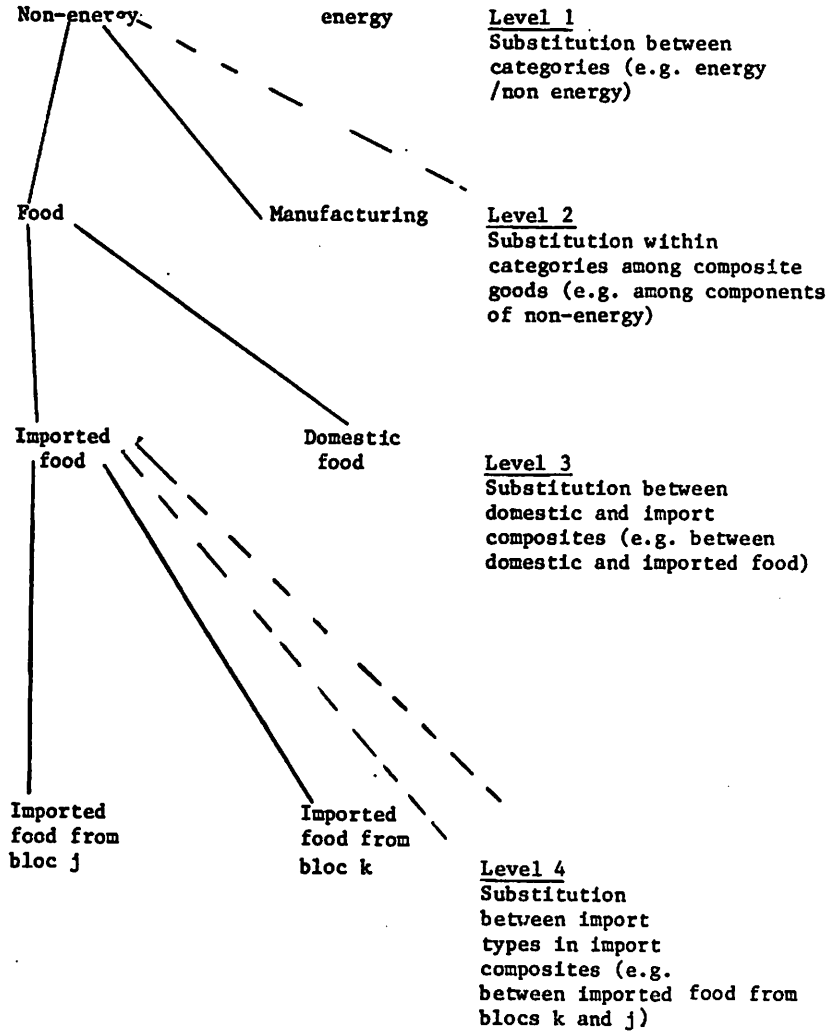 Non-energy
energy
Level 1
Substitution between
categories (e.g. energy
/non energy)
Food
Manufacturing
Level 2
Substitution within
categories among composite
goods (e.g. among components
of non-energy)
Imported
food
Domestic
food
Level 3
Substitution between
domestic and import
composites (e.g. between
domestic and imported food)
Imported
food from
bloc j
Imported
food from
bloc k
Level 4
Substitution
between import
types in import
composites (e.g.
between imported food from
blocs k and j)